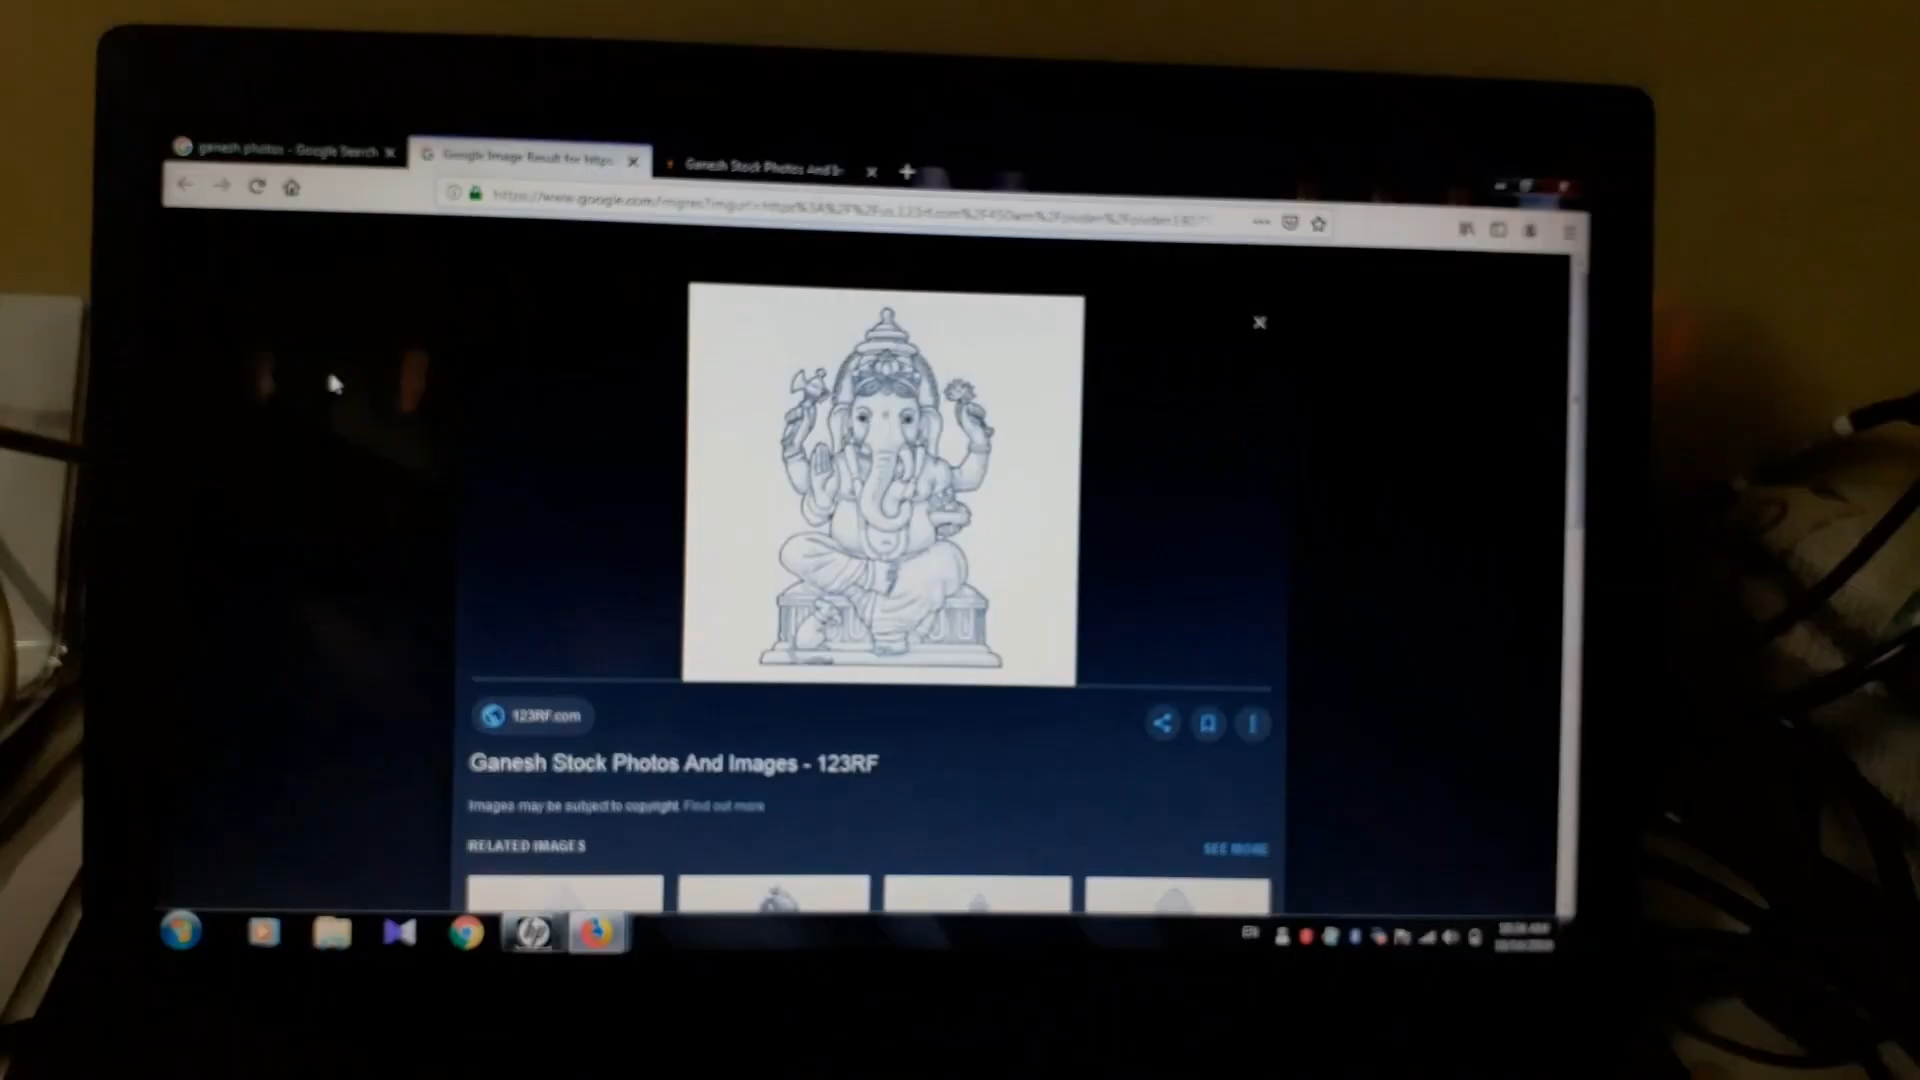 ganesh photos - Google Search
Google Image Result for https
Ganesh Stock Photos And I
123RF.com
Ganesh Stock Photos And Images - 123RF
Images may be subject to copyright. Find out more
RELATED IMAGES
SEE MORE
EN